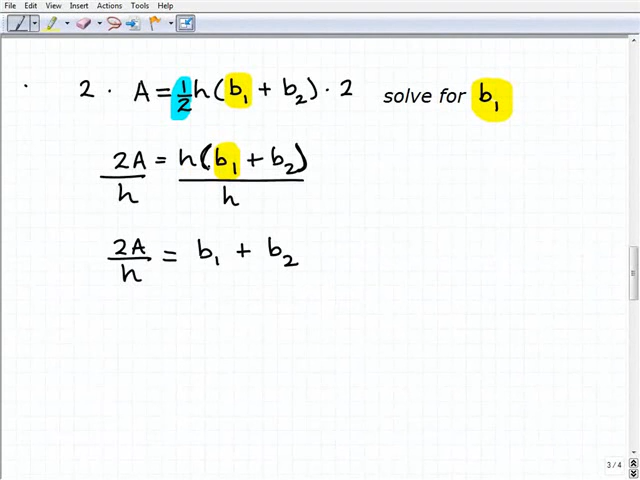 File Edit View Insert Actions Tools Help
2 · A = 1/2 h(b₁ + b₂) · 2 solve for b₁
2A/h = h(b₁ + b₂)/h
2A/h = b₁ + b₂
3 / 4